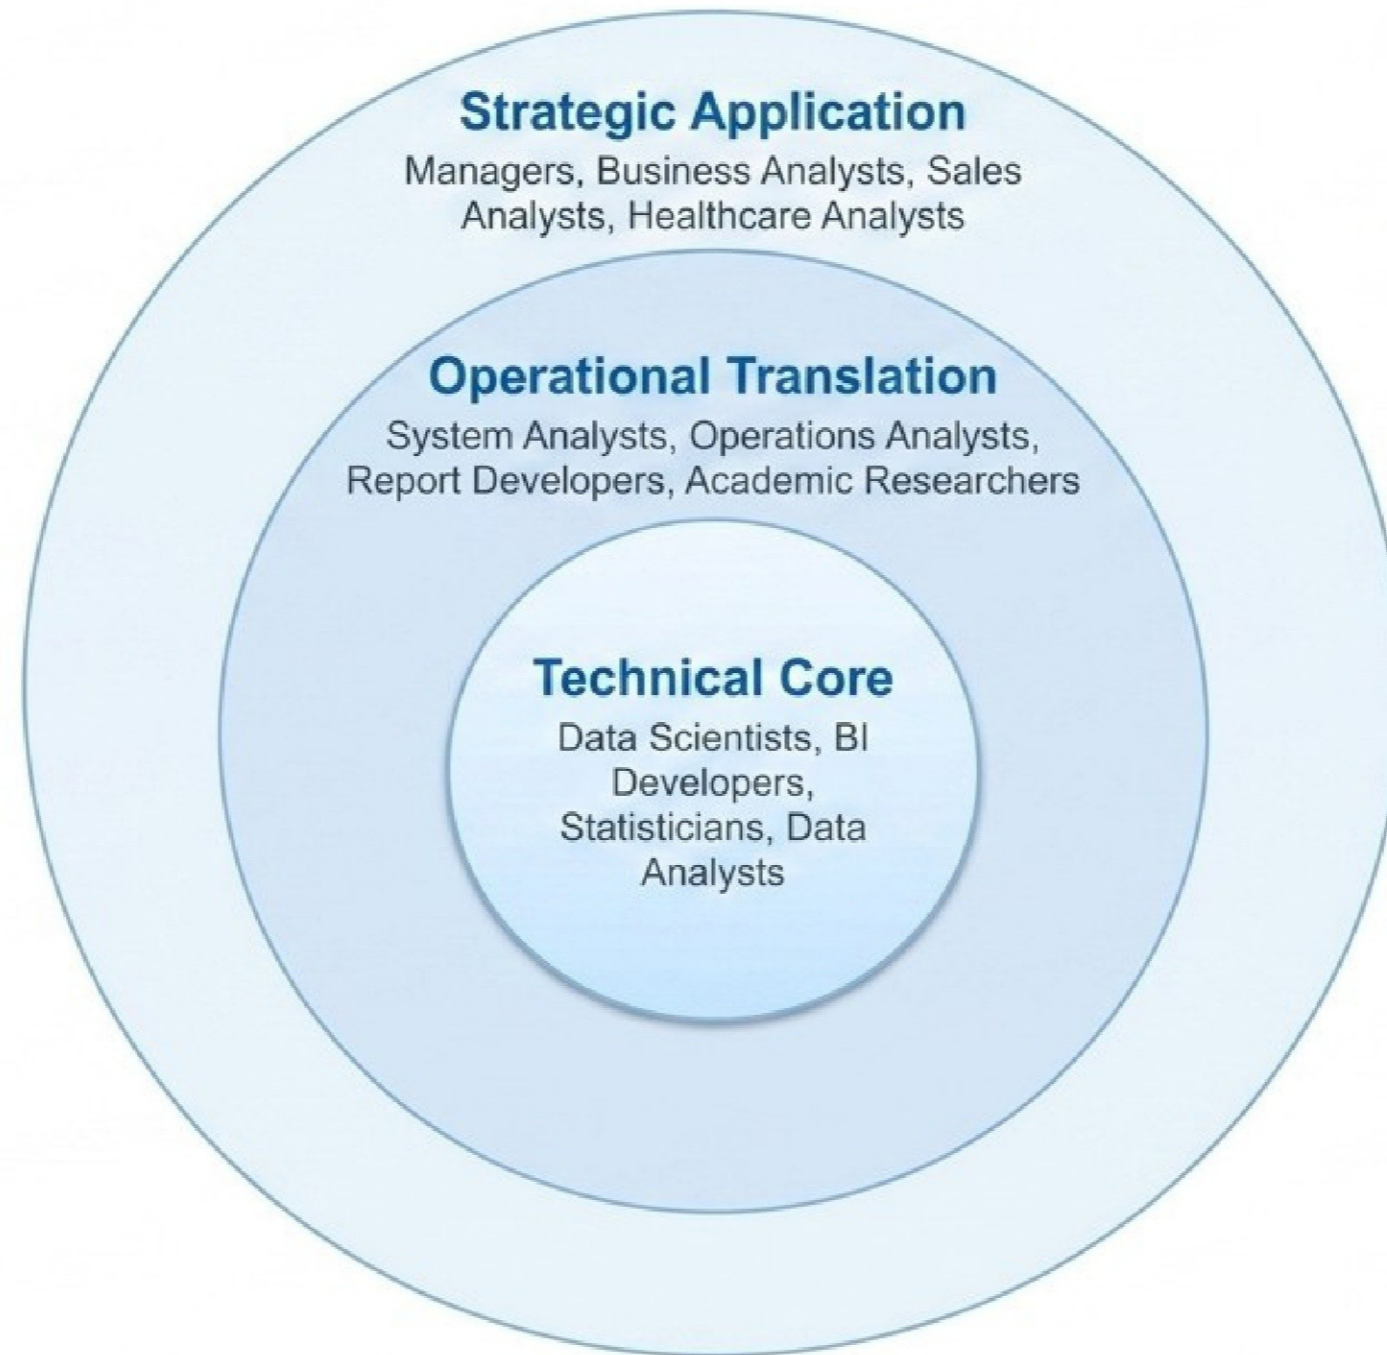 Strategic Application
Managers, Business Analysts, Sales
Analysts, Healthcare Analysts
Operational Translation
System Analysts, Operations Analysts,
Report Developers, Academic Researchers
Technical Core
Data Scientists, BI
Developers,
Statisticians, Data
Analysts